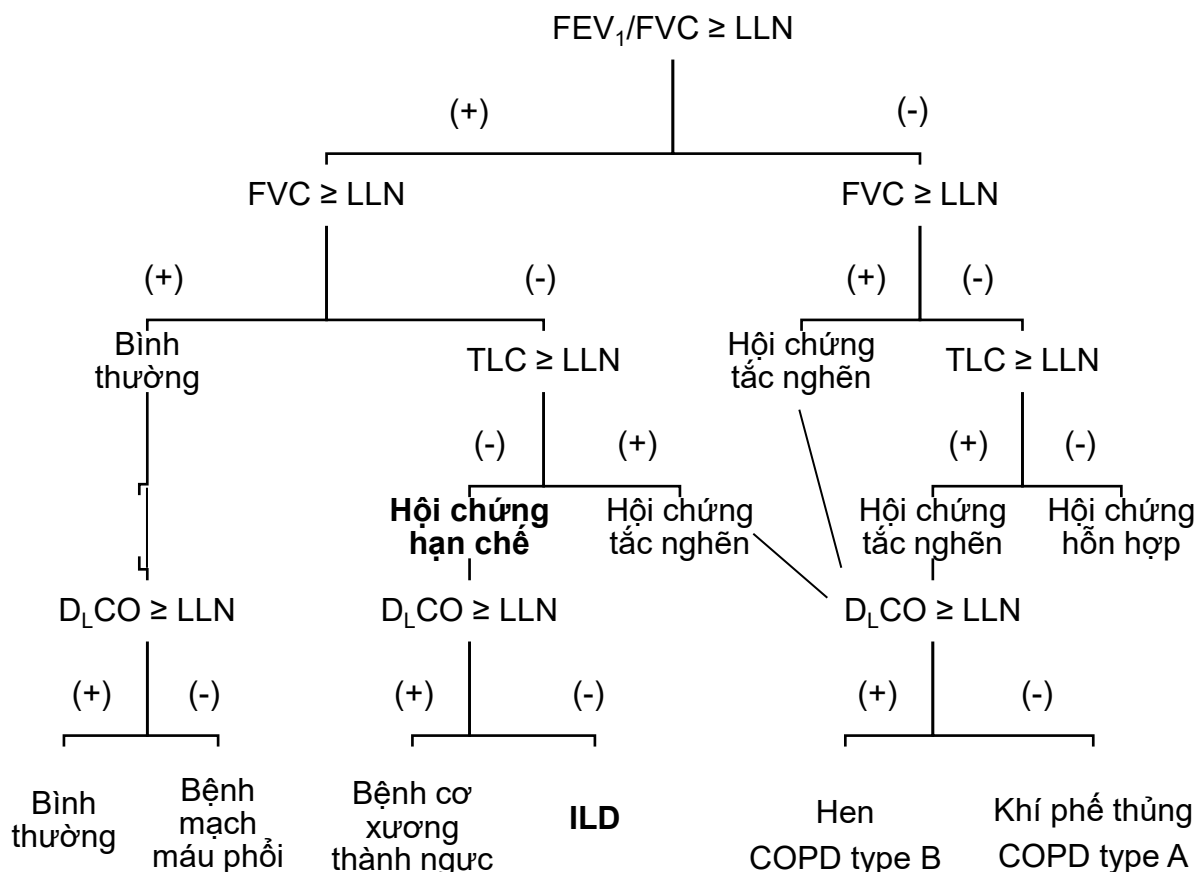 FEV₁/FVC ≥ LLN
(+)
(-)
FVC ≥ LLN
FVC ≥ LLN
(+)
(-)
(+)
(-)
Bình
thường
TLC ≥ LLN
Hội chứng
tắc nghẽn
TLC ≥ LLN
(-)
(+)
(+)
(-)
Hội chứng
hạn chế
Hội chứng
tắc nghẽn
Hội chứng
tắc nghẽn
Hội chứng
hỗn hợp
DLCO ≥ LLN
DLCO ≥ LLN
DLCO ≥ LLN
(+)
(-)
(+)
(-)
(+)
(-)
Bình
thường
Bệnh
mạch
máu phổi
Bệnh cơ
xương
thành ngực
ILD
Hen
COPD type B
Khí phế thủng
COPD type A